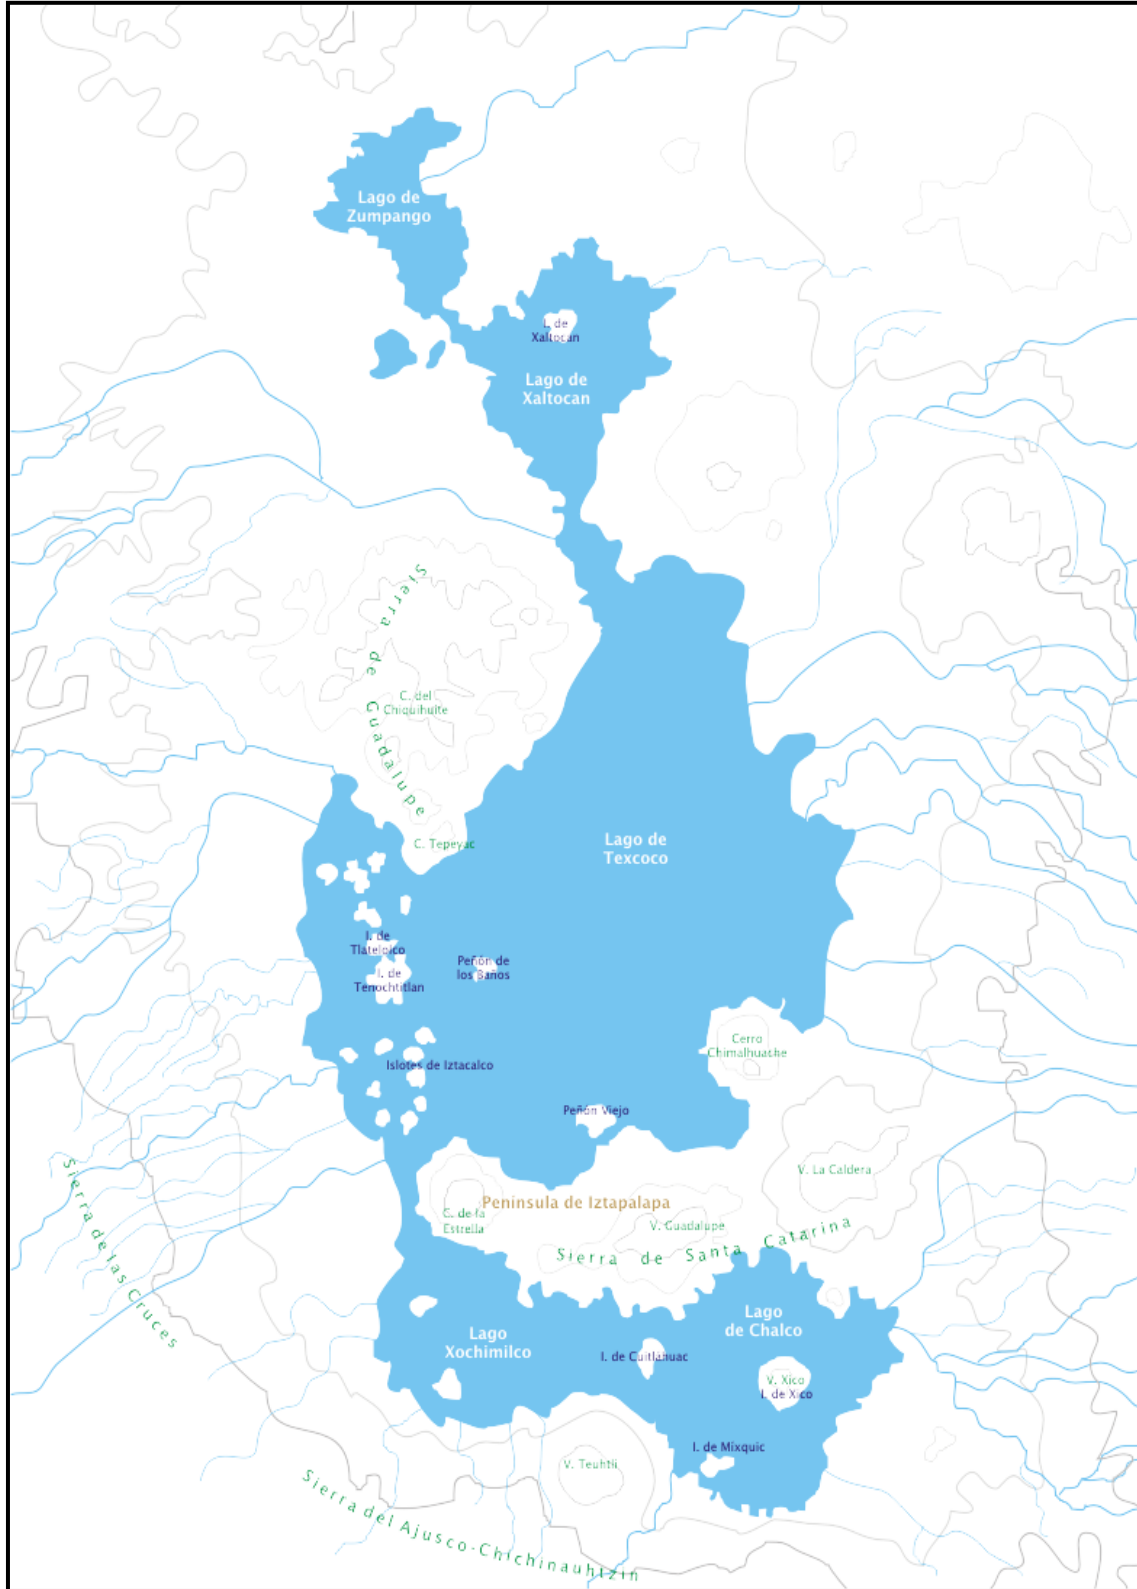 Lago de
Zumpango
I. de
Xaltocan
Lago de
Xaltocan
Sierra de Guadalupe
C. del
Chiquihuite
C. Tepeyac
Lago de
Texcoco
I. de
Tlatelolco
I. de
Tenochtitlan
Peñón de
los Baños
Islotes de Iztacalco
Cerro
Chimalhuache
Peñón Viejo
V. La Caldera
Península de Iztapalapa
C. de la
Estrella
V. Guadalupe
Sierra de Santa Catarina
Sierra de las Cruces
Lago
Xochimilco
Lago
de Chalco
I. de Cuitláhuac
V. Xico
I. de Xico
I. de Mixquic
V. Teuhtli
Sierra del Ajusco-Chichinauhtzin